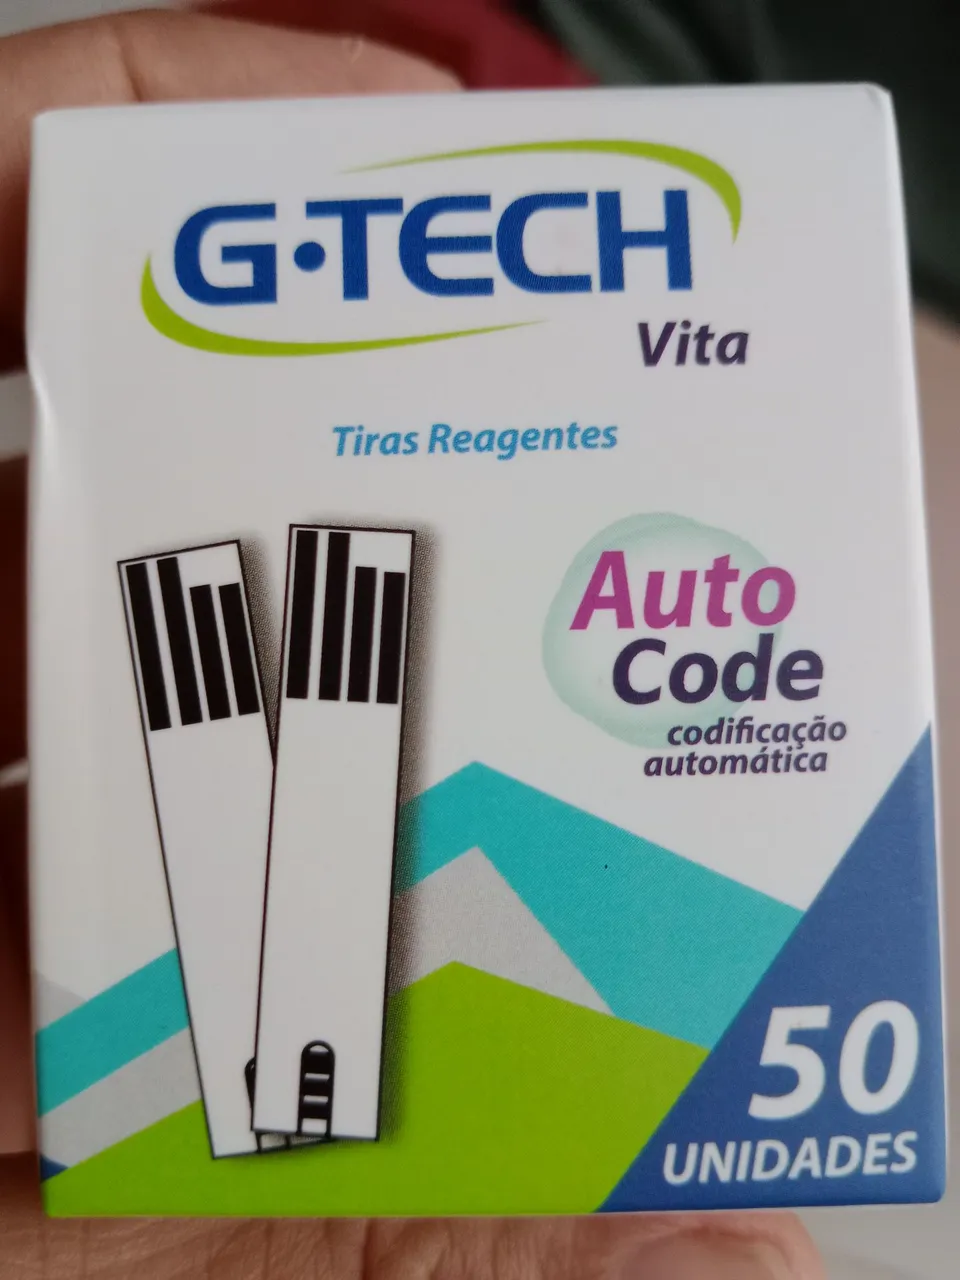 G·TECH
Vita
Tiras Reagentes
Auto
Code
codificação
automática
50
UNIDADES